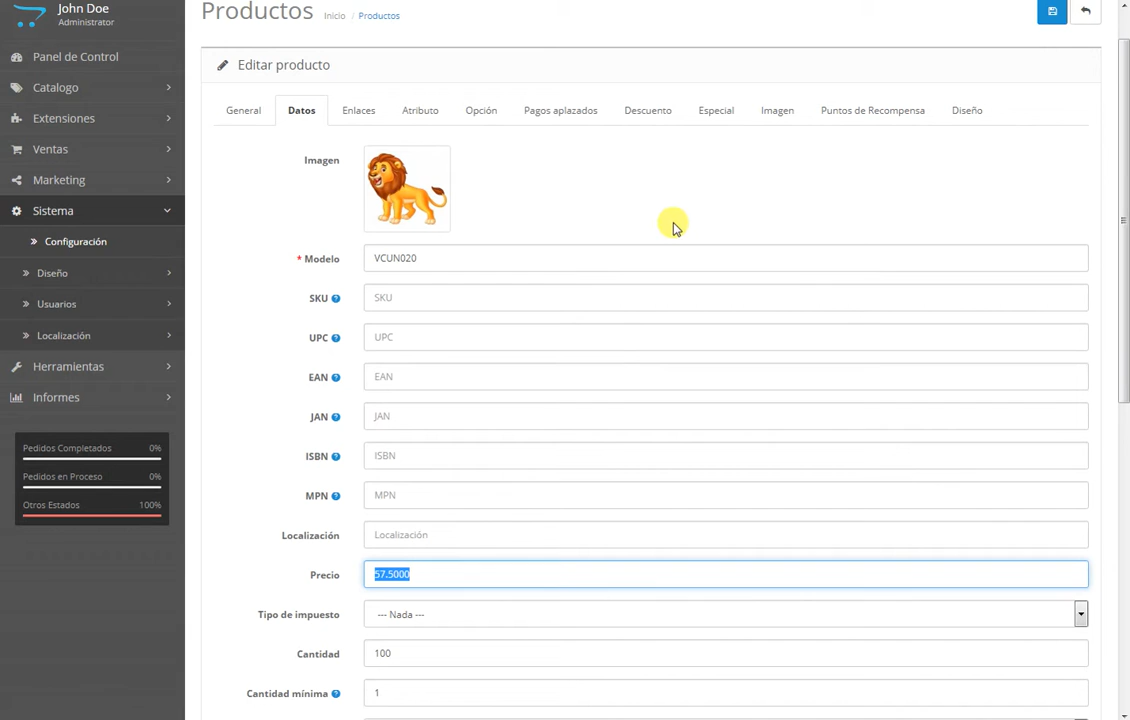 John Doe
Administrator
Panel de Control
Catalogo
Extensiones
Ventas
Marketing
Sistema
Configuración
Diseño
Usuarios
Localización
Herramientas
Informes
Pedidos Completados 0%
Pedidos en Proceso 0%
Otros Estados 100%
Productos Inicio / Productos
Editar producto
General Datos Enlaces Atributo Opción Pagos aplazados Descuento Especial Imagen Puntos de Recompensa Diseño
Imagen
* Modelo VCUN020
SKU SKU
UPC UPC
EAN EAN
JAN JAN
ISBN ISBN
MPN MPN
Localización Localización
Precio 57.5000
Tipo de impuesto --- Nada ---
Cantidad 100
Cantidad mínima 1